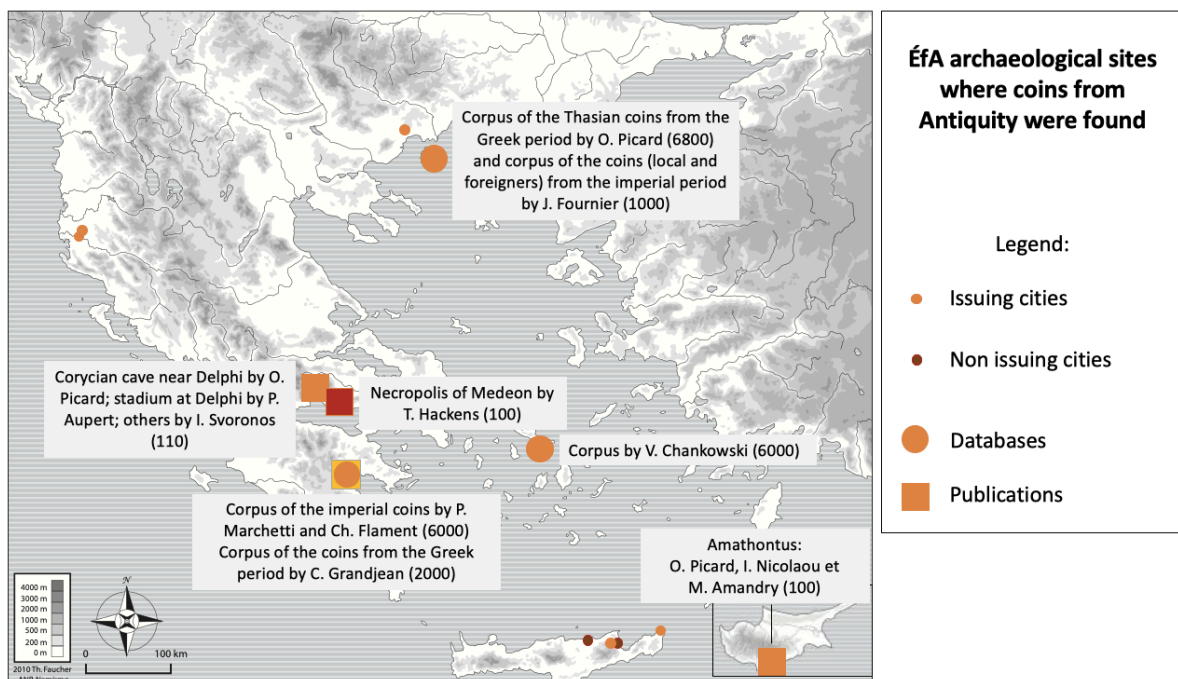 Corpus of the Thasian coins from the
Greek period by O. Picard (6800)
and corpus of the coins (local and
foreigners) from the imperial period
by J. Fournier (1000)
Corycian cave near Delphi by O.
Picard; stadium at Delphi by P.
Aupert; others by I. Svoronos
(110)
Necropolis of Medeon by
T. Hackens (100)
Corpus by V. Chankowski (6000)
Corpus of the imperial coins by P.
Marchetti and Ch. Flament (6000)
Corpus of the coins from the Greek
period by C. Grandjean (2000)
Amathontus:
O. Picard, I. Nicolaou et
M. Amandry (100)
4000 m
3000 m
2000 m
1000 m
500 m
200 m
0 m
N
0 100 km
2010 Th. Faucher
ÉfA archaeological sites
where coins from
Antiquity were found
Legend:
Issuing cities
Non issuing cities
Databases
Publications